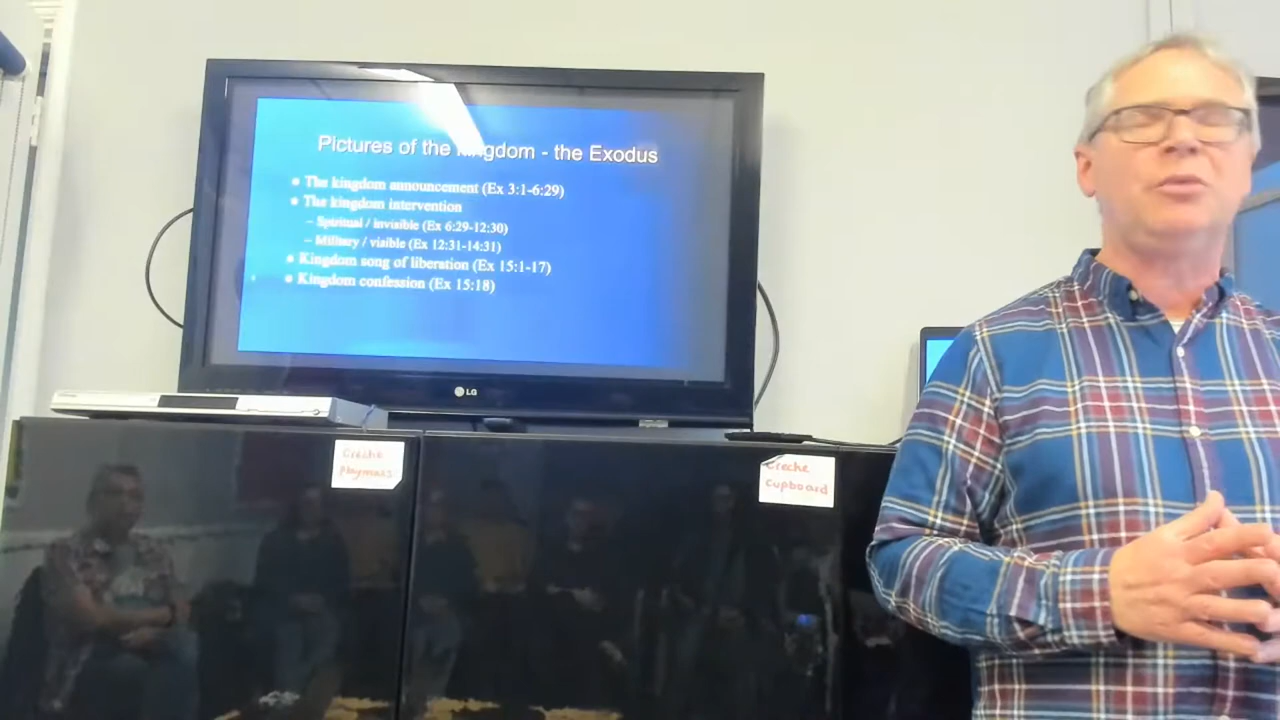 Pictures of the kingdom - the Exodus
• The kingdom announcement (Ex 3:1-6:29)
• The kingdom intervention
– Spiritual / invisible (Ex 6:29-12:30)
– Military / visible (Ex 12:31-14:31)
• Kingdom song of liberation (Ex 15:1-17)
• Kingdom confession (Ex 15:18)
LG
Creche
Playmats
Creche
Cupboard